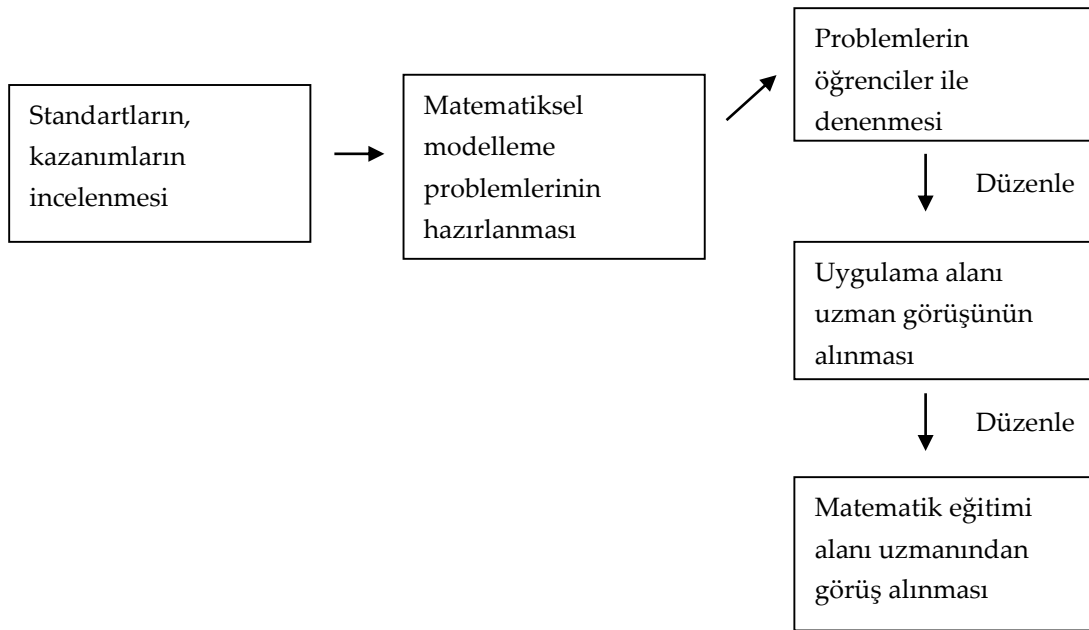 Standartların,
kazanımların
incelenmesi
Matematiksel
modelleme
problemlerinin
hazırlanması
Problemlerin
öğrenciler ile
denenmesi
Düzenle
Uygulama alanı
uzman görüşünün
alınması
Düzenle
Matematik eğitimi
alanı uzmanından
görüş alınması